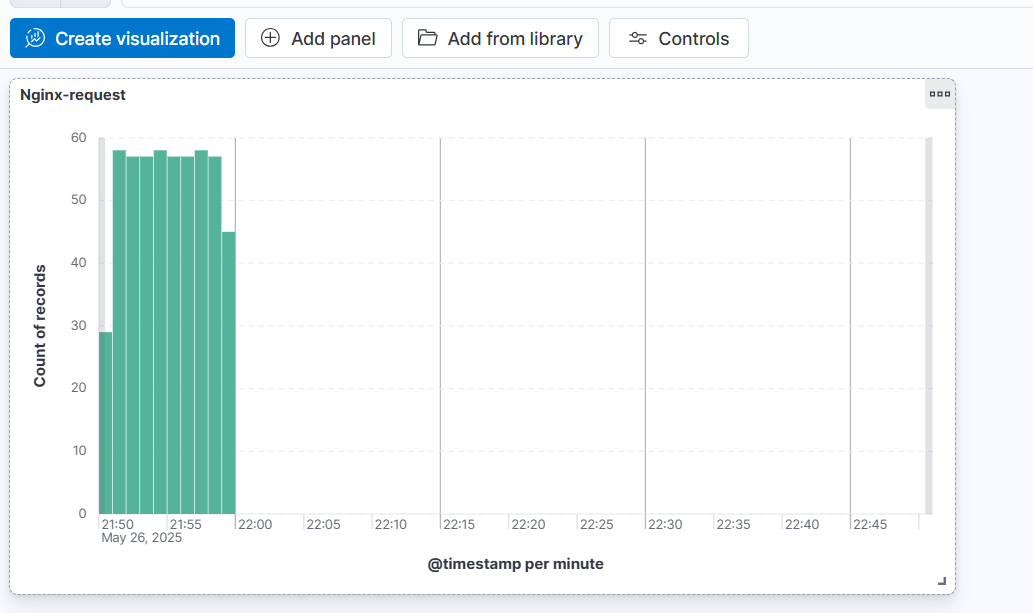 Create visualization
Add panel
Add from library
Controls
Nginx-request
60
50
40
30
20
10
0
Count of records
21:50 21:55 22:00 22:05 22:10 22:15 22:20 22:25 22:30 22:35 22:40 22:45
May 26, 2025
@timestamp per minute